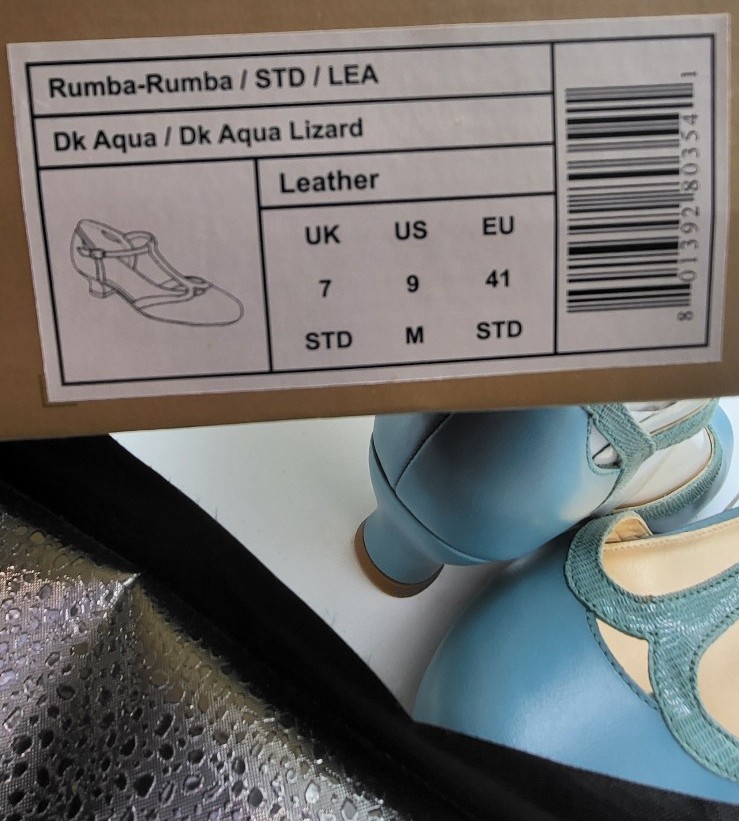 Rumba-Rumba / STD / LEA
Dk Aqua / Dk Aqua Lizard
Leather
UK US EU
7 9 41
STD M STD
8 01392 80354 1